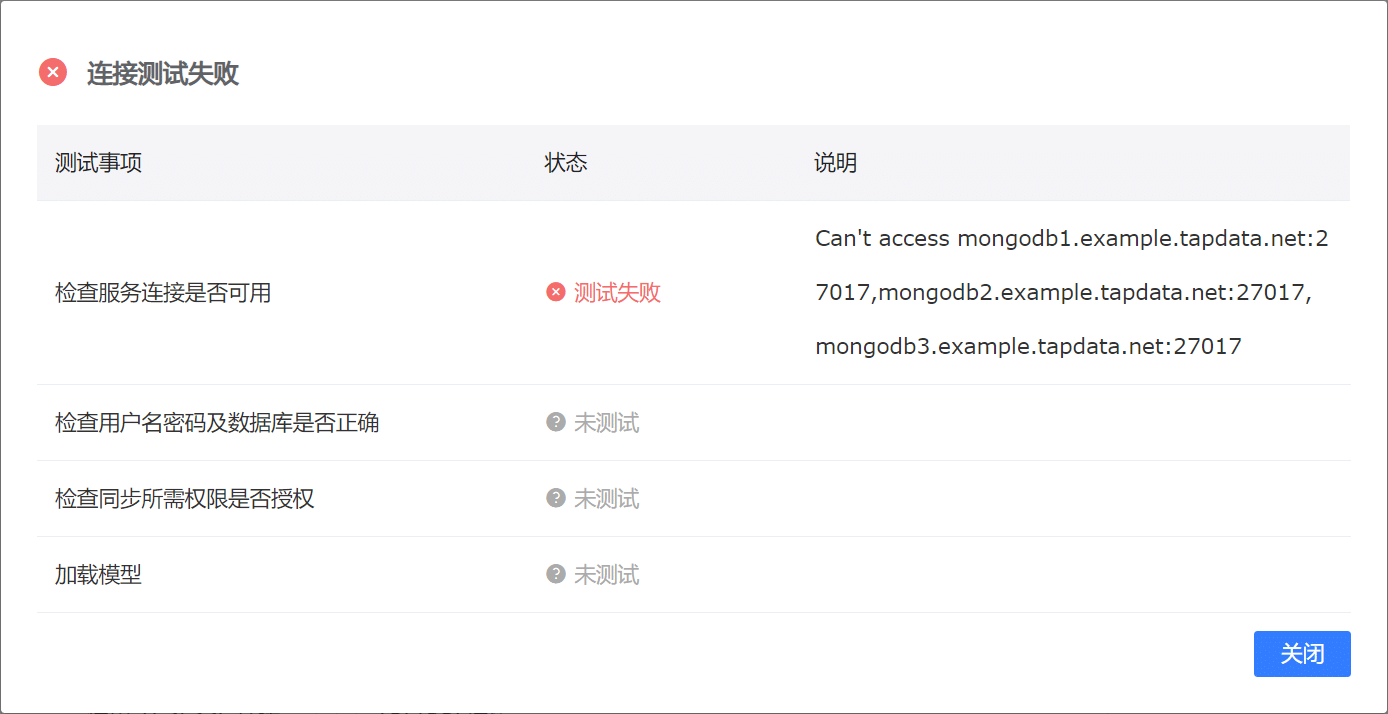 连接测试失败
测试事项 状态 说明
Can't access mongodb1.example.tapdata.net:2
检查服务连接是否可用 测试失败 7017,mongodb2.example.tapdata.net:27017,
mongodb3.example.tapdata.net:27017
检查用户名密码及数据库是否正确 未测试
检查同步所需权限是否授权 未测试
加载模型 未测试
关闭